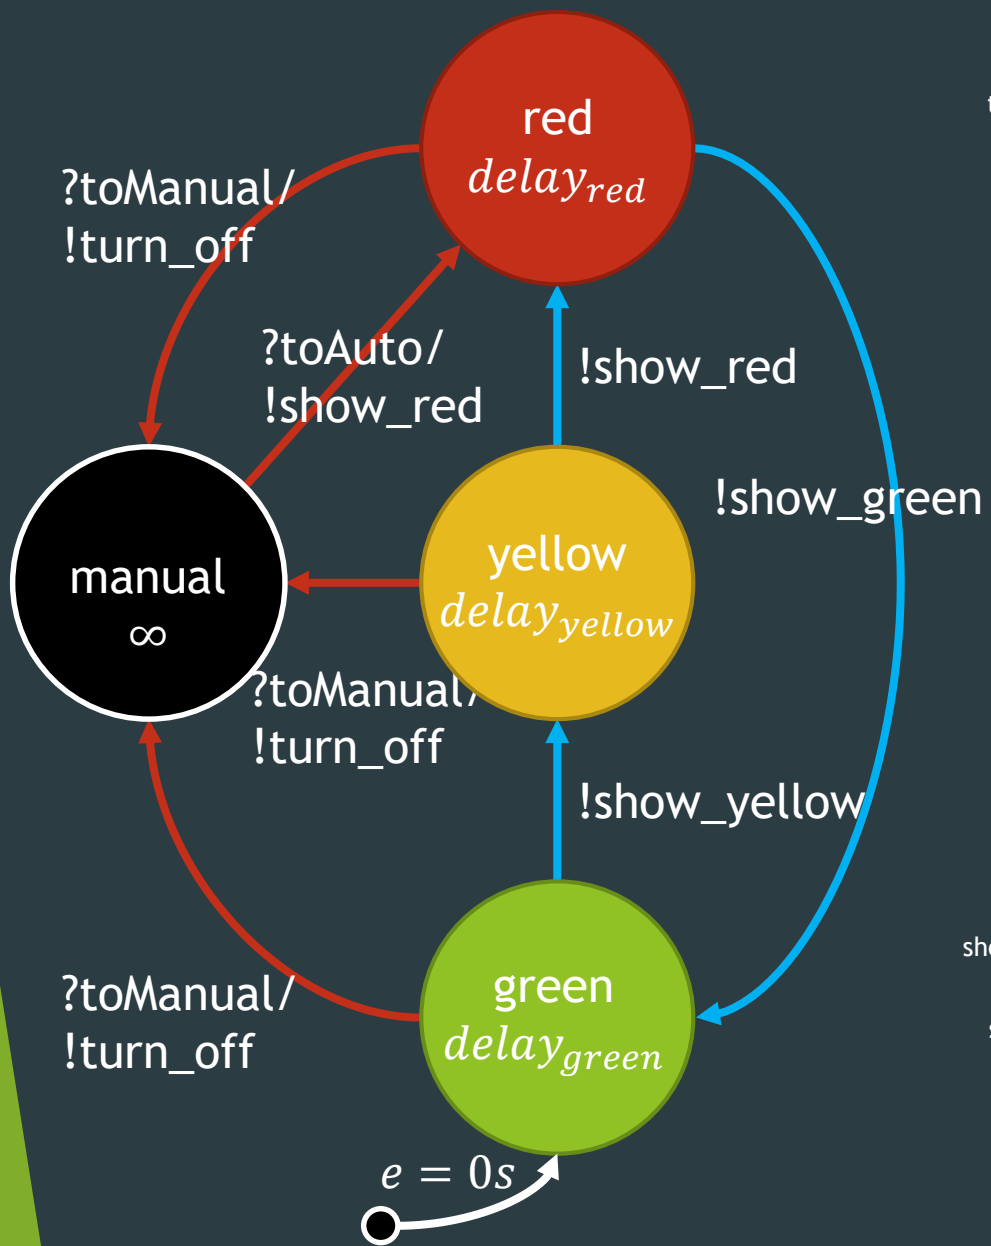 red
delay_red
?toManual/
!turn_off
?toAuto/
!show_red
!show_red
!show_green
manual
∞
yellow
delay_yellow
?toManual/
!turn_off
!show_yellow
?toManual/
!turn_off
green
delay_green
e = 0s